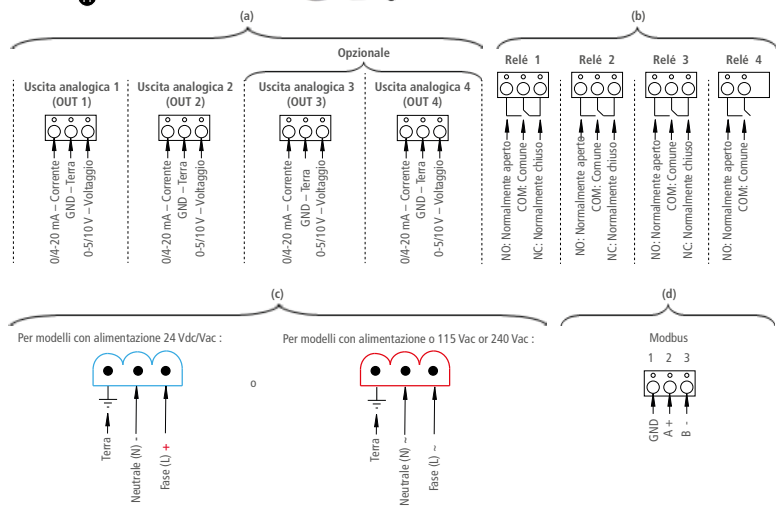 (a)
(b)
Opzionale
Uscita analogica 1
(OUT 1)
Uscita analogica 2
(OUT 2)
Uscita analogica 3
(OUT 3)
Uscita analogica 4
(OUT 4)
Relé 1
Relé 2
Relé 3
Relé 4
0/4-20 mA – Corrente
GND – Terra
0-5/10 V – Voltaggio
0/4-20 mA – Corrente
GND – Terra
0-5/10 V – Voltaggio
0/4-20 mA – Corrente
GND – Terra
0-5/10 V – Voltaggio
0/4-20 mA – Corrente
GND – Terra
0-5/10 V – Voltaggio
NO: Normalmente aperto
COM: Comune
NC: Normalmente chiuso
NO: Normalmente aperto
COM: Comune
NC: Normalmente chiuso
NO: Normalmente aperto
COM: Comune
NC: Normalmente chiuso
NO: Normalmente aperto
COM: Comune
(c)
(d)
Per modelli con alimentazione 24 Vdc/Vac :
o
Per modelli con alimentazione o 115 Vac or 240 Vac :
Terra
Neutrale (N) -
Fase (L) +
Terra
Neutrale (N) ~
Fase (L) ~
Modbus
1 2 3
GND
A +
B -